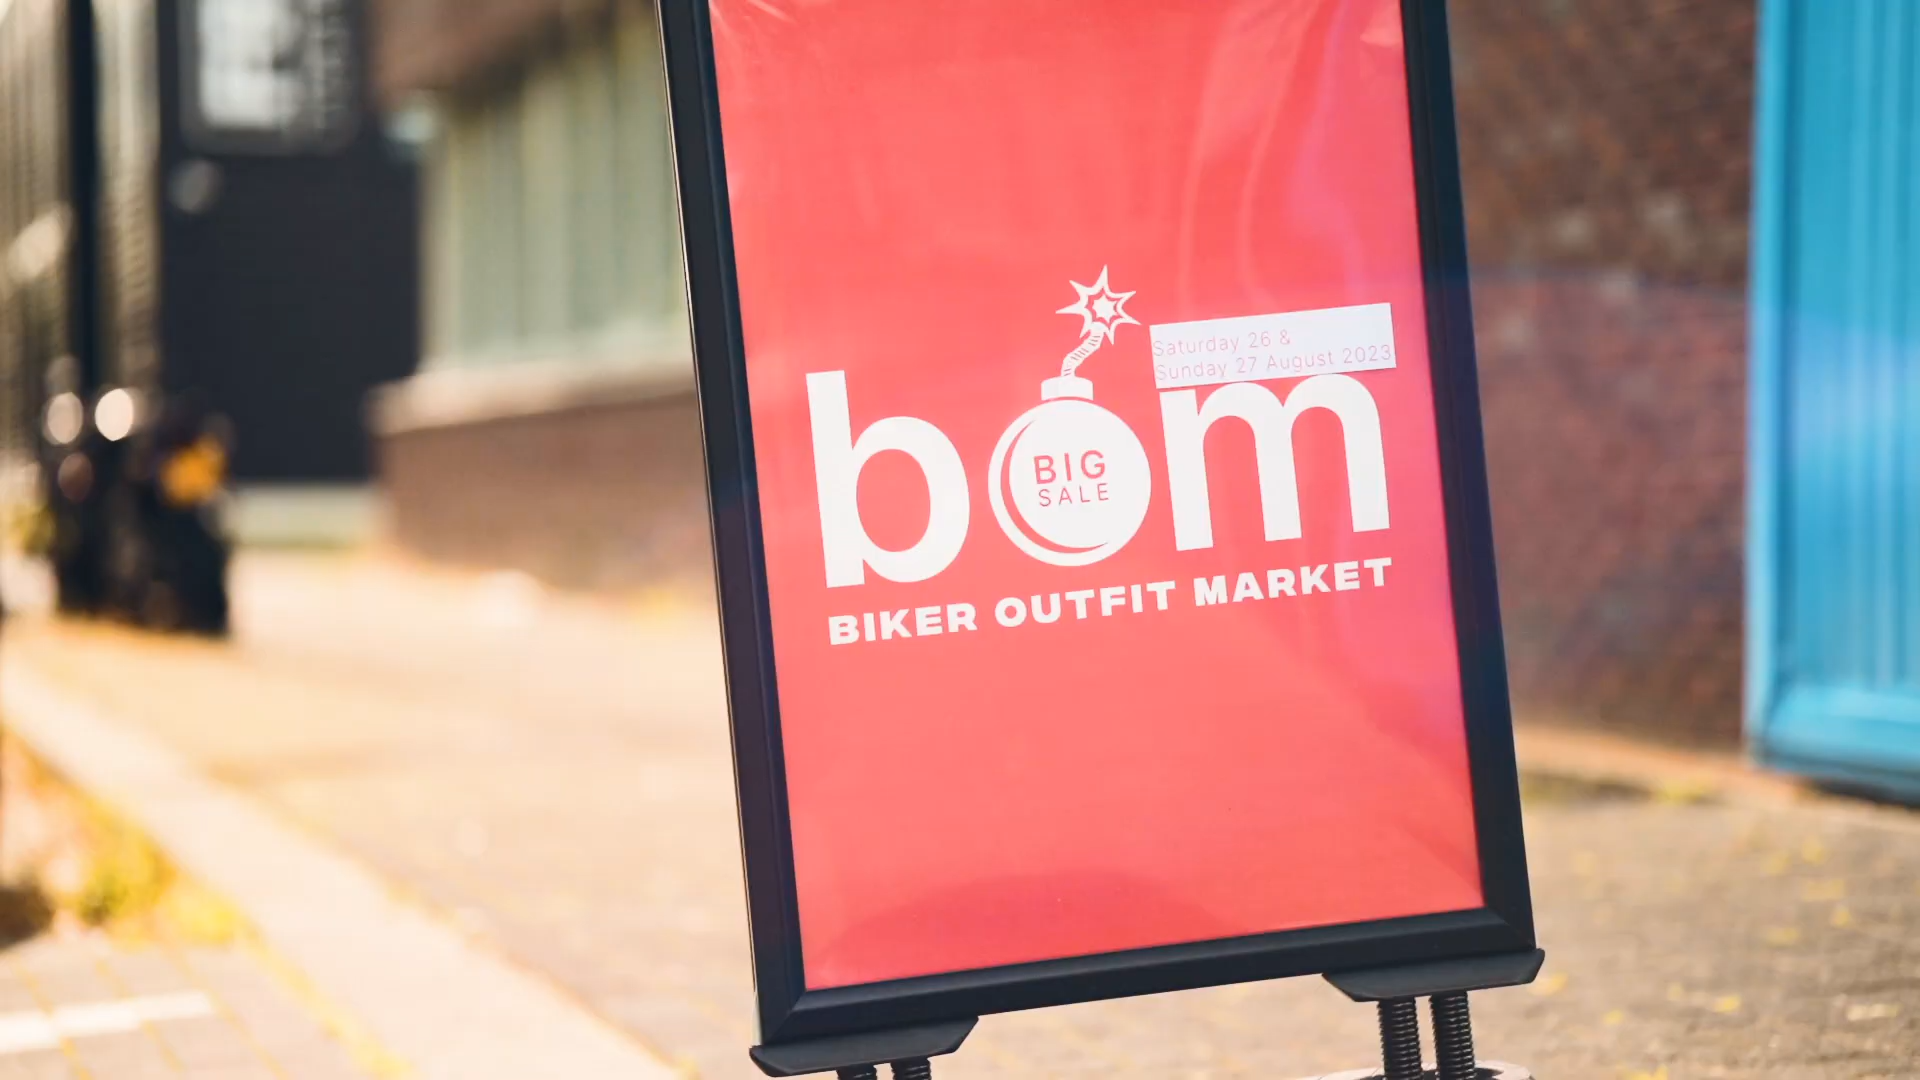 Saturday 26 &
Sunday 27 August 2023
bom
BIG
SALE
BIKER OUTFIT MARKET